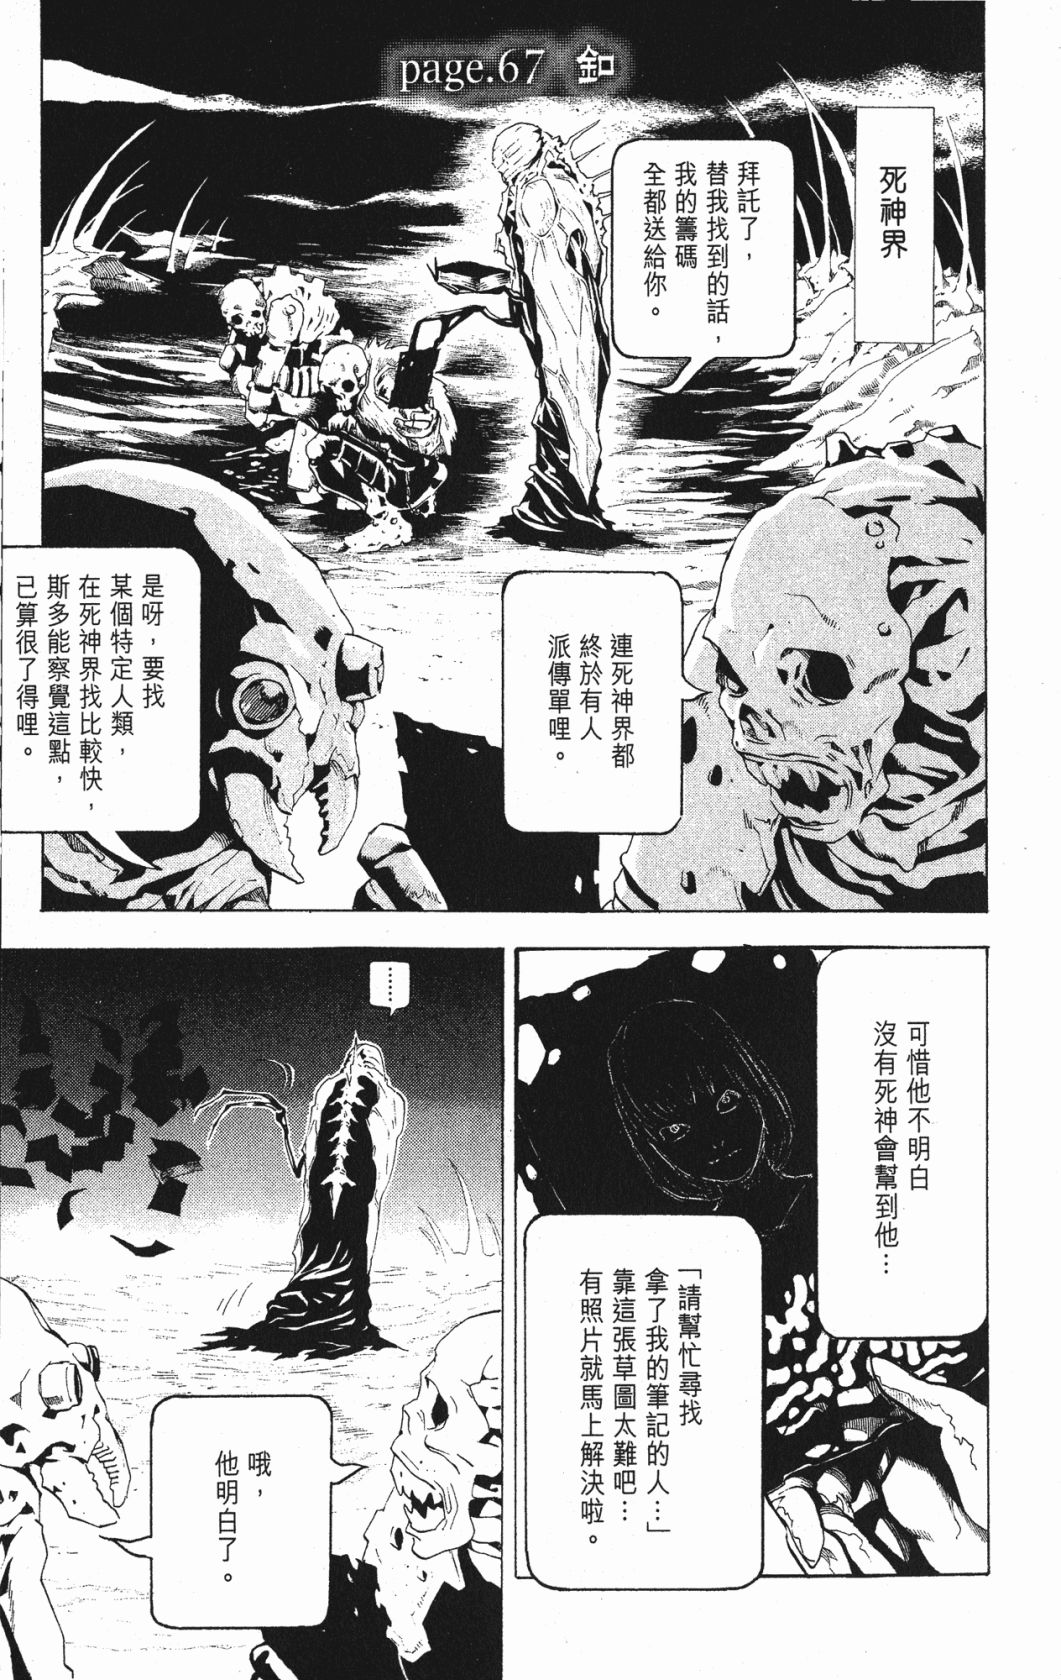 page.67 釦
死神界
拜託了，
替我找到的話，
我的籌碼
全都送給你。
連死神界都
終於有人
派傳單哩。
是呀，要找
某個特定人類，
在死神界找比較快，
斯多能察覺這點，
已算很了得哩。
可惜他不明白
沒有死神會幫到他…
「請幫忙尋找
拿了我的筆記的人…」
靠這張草圖太難吧…
有照片就馬上解決啦。
……
哦，
他明白了。